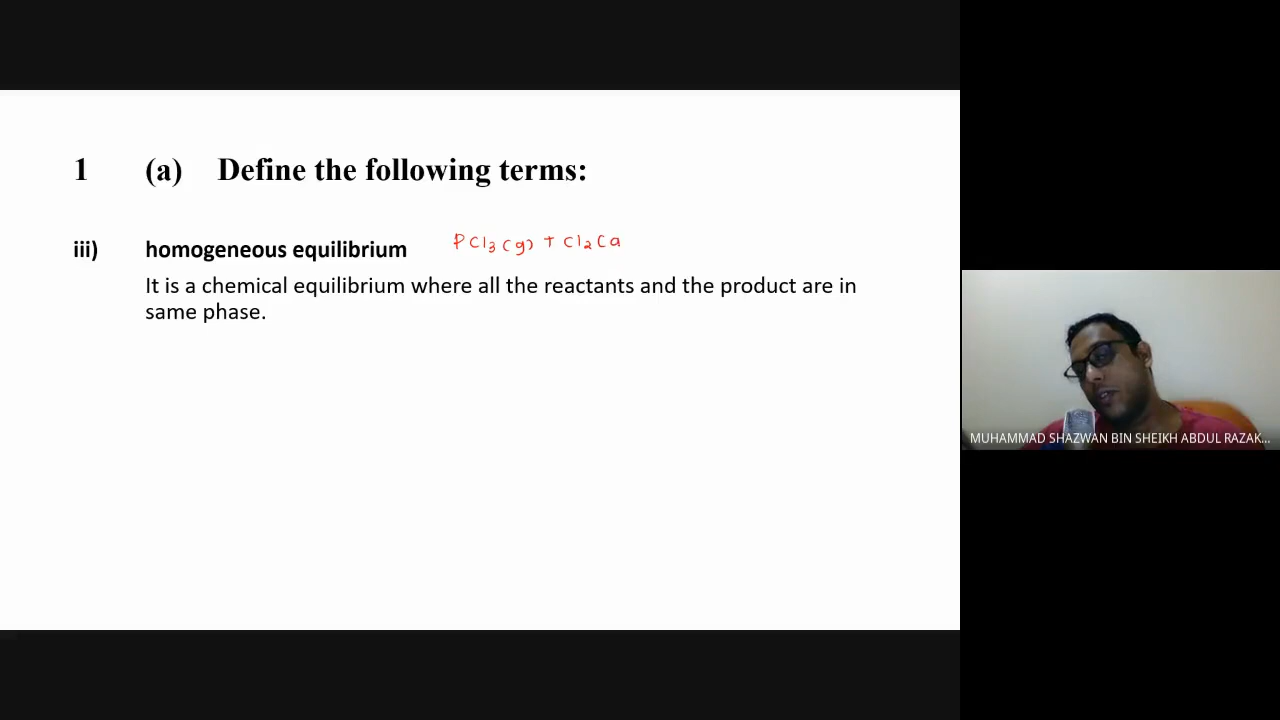 1 (a) Define the following terms:
iii) homogeneous equilibrium PCl₃(g) + Cl₂(a
It is a chemical equilibrium where all the reactants and the product are in
same phase.
MUHAMMAD SHAZWAN BIN SHEIKH ABDUL RAZAK...